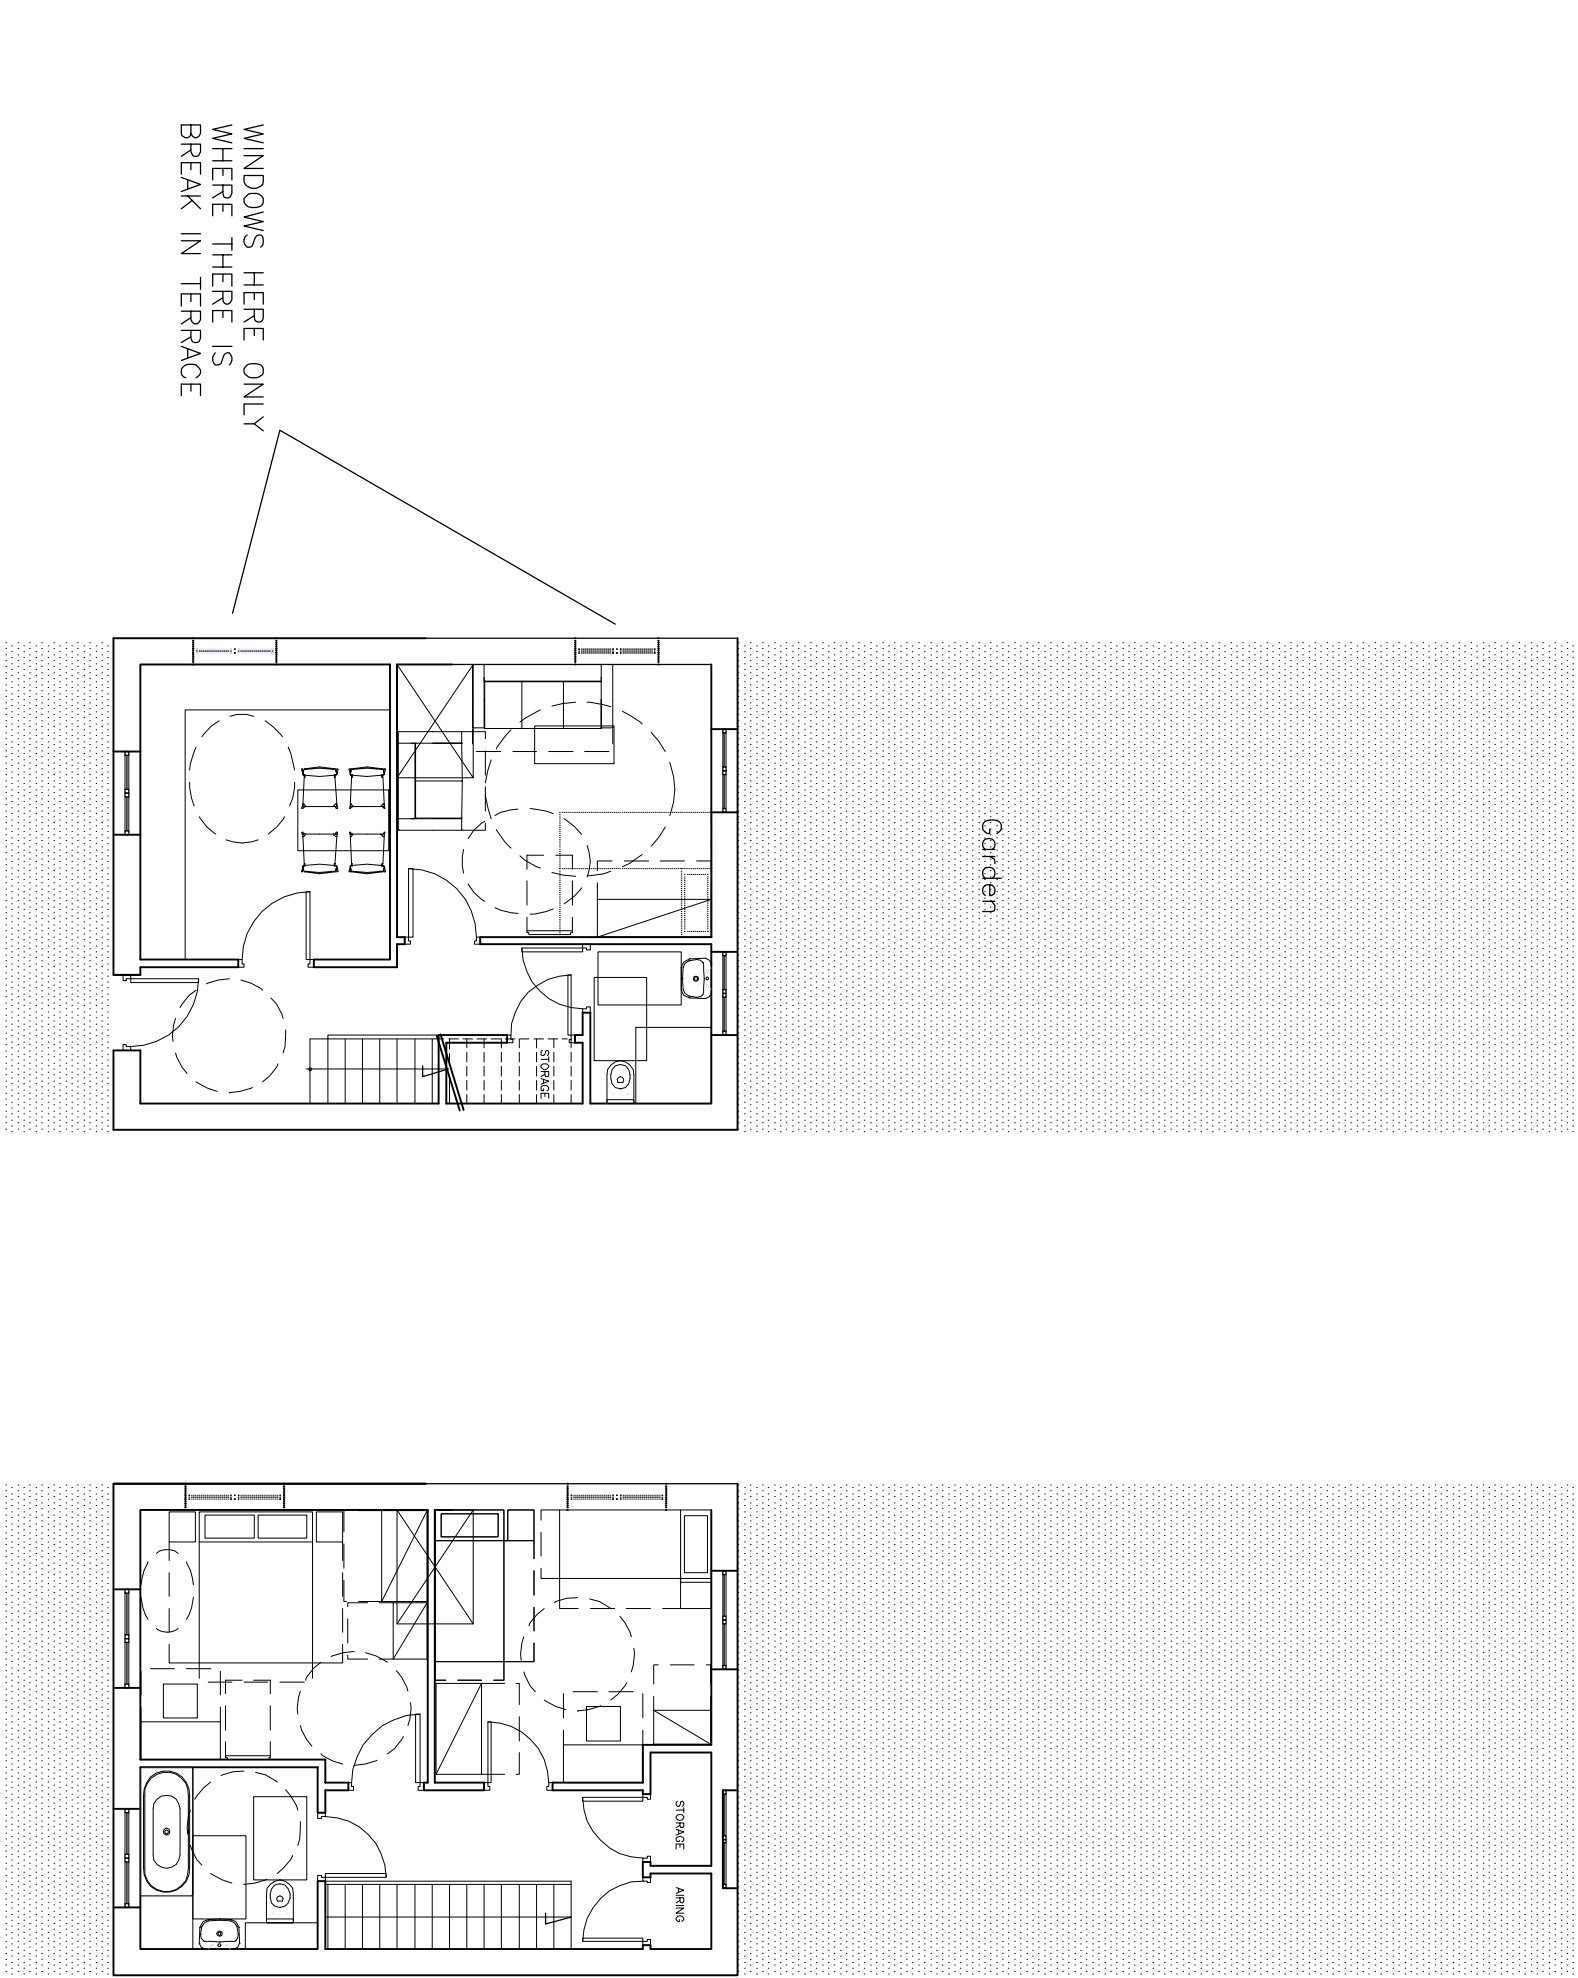 WINDOWS HERE ONLY
WHERE THERE IS
BREAK IN TERRACE
Garden
STORAGE
STORAGE
AIRING